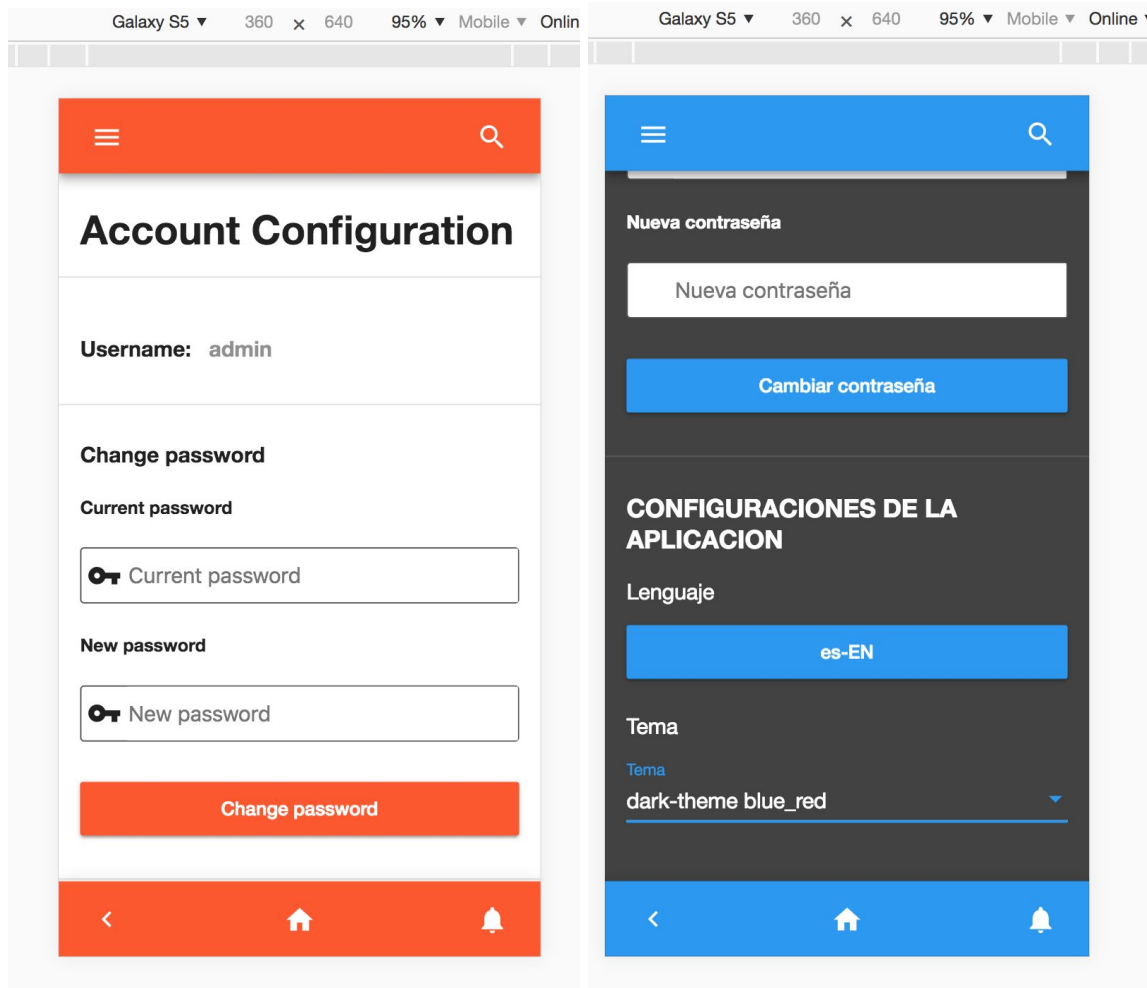 Galaxy S5 ▼ 360 × 640 95% ▼ Mobile ▼ Onlin
Account Configuration
Username: admin
Change password
Current password
Current password
New password
New password
Change password
Galaxy S5 ▼ 360 × 640 95% ▼ Mobile ▼ Online
Nueva contraseña
Nueva contraseña
Cambiar contraseña
CONFIGURACIONES DE LA
APLICACION
Lenguaje
es-EN
Tema
Tema
dark-theme blue_red